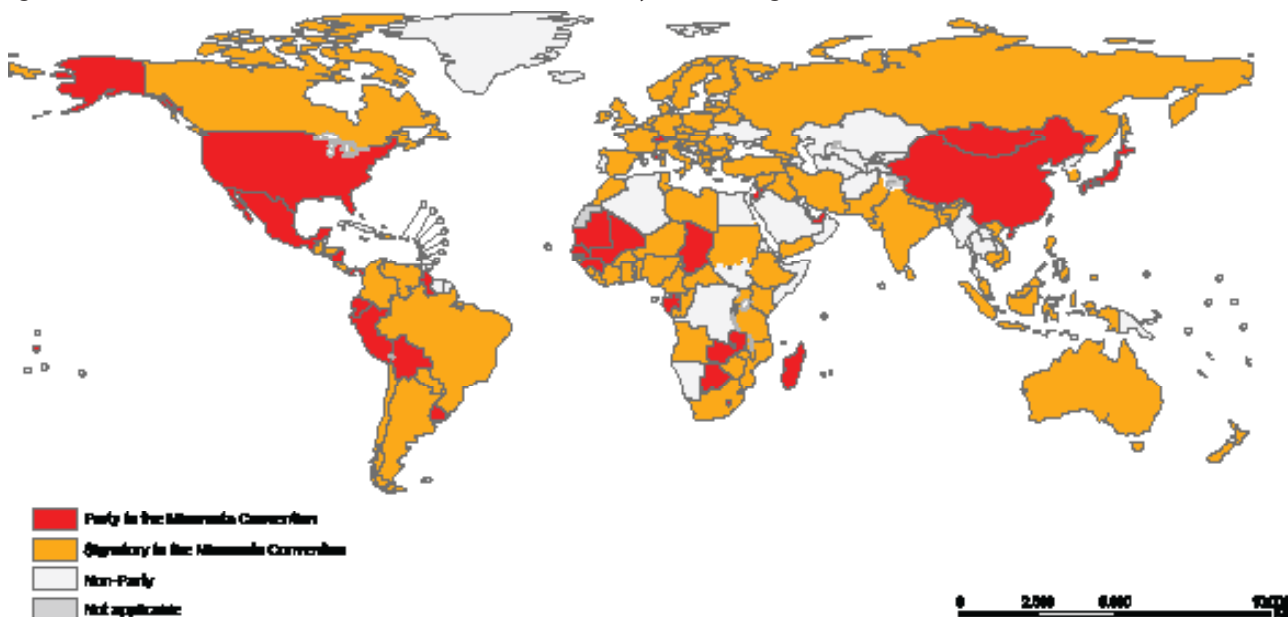 Party to the Minamata Convention
Signatory to the Minamata Convention
Non-Party
Not applicable
0 2,500 5,000